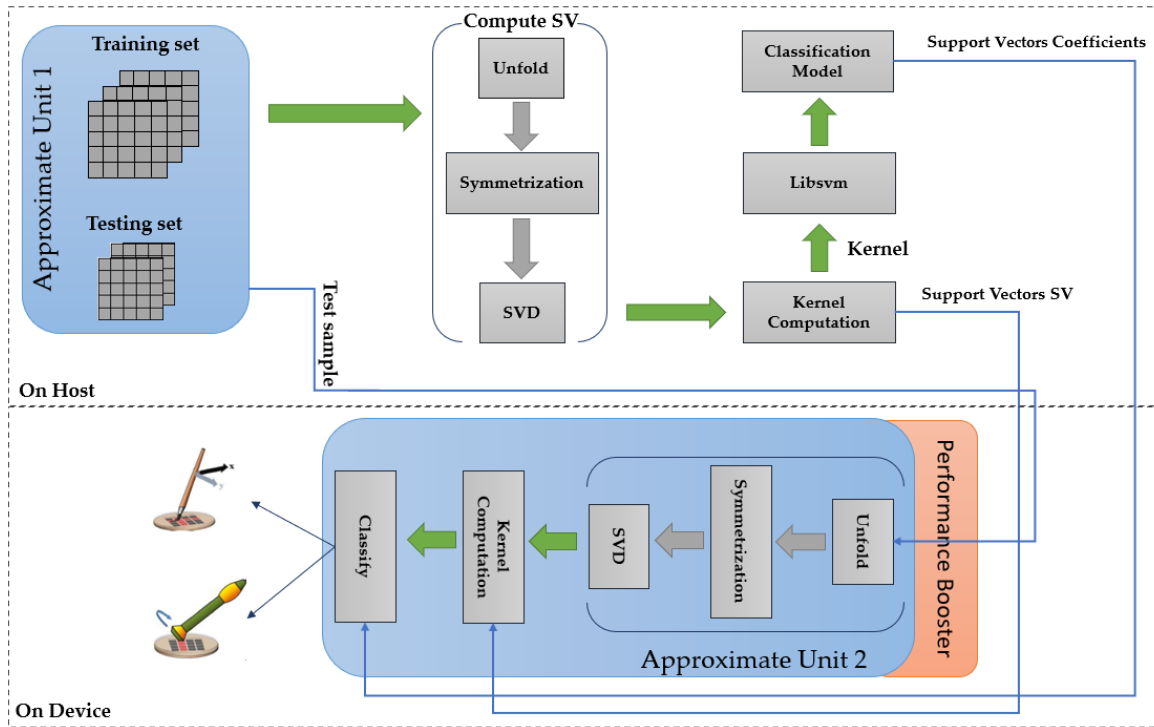 Approximate Unit 1
Training set
Testing set
Compute SV
Unfold
Symmetrization
SVD
Classification
Model
Libsvm
Kernel
Kernel
Computation
Support Vectors Coefficients
Support Vectors SV
Test sample
On Host
Performance Booster
Unfold
Symmetrization
SVD
Kernel
Computation
Classify
x
y
Approximate Unit 2
On Device